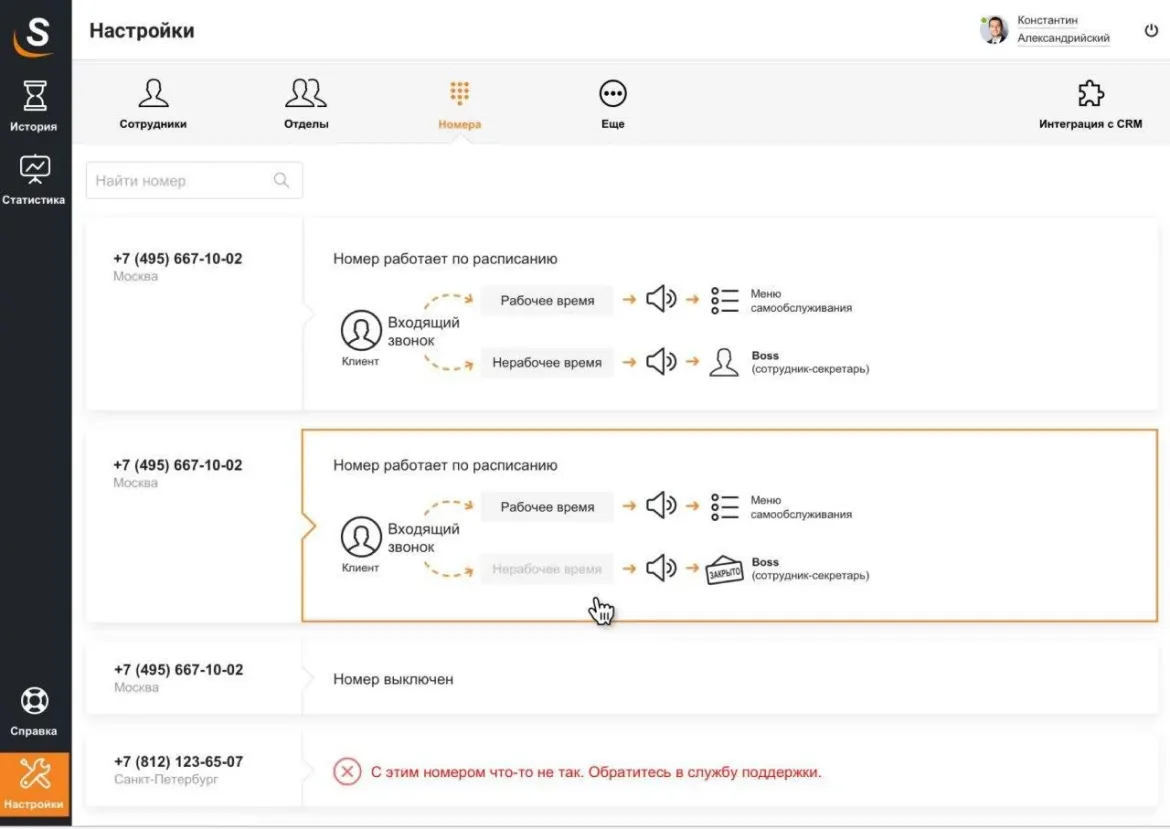 S
Настройки
Константин
Александрийский
История
Статистика
Справка
Настройки
Сотрудники
Отделы
Номера
Еще
Интеграция с CRM
Найти номер
+7 (495) 667-10-02
Москва
Номер работает по расписанию
Клиент
Входящий
звонок
Рабочее время
Меню
самообслуживания
Нерабочее время
Boss
(сотрудник-секретарь)
+7 (495) 667-10-02
Москва
Номер работает по расписанию
Клиент
Входящий
звонок
Рабочее время
Меню
самообслуживания
Нерабочее время
ЗАКРЫТО
Boss
(сотрудник-секретарь)
+7 (495) 667-10-02
Москва
Номер выключен
+7 (812) 123-65-07
Санкт-Петербург
С этим номером что-то не так. Обратитесь в службу поддержки.